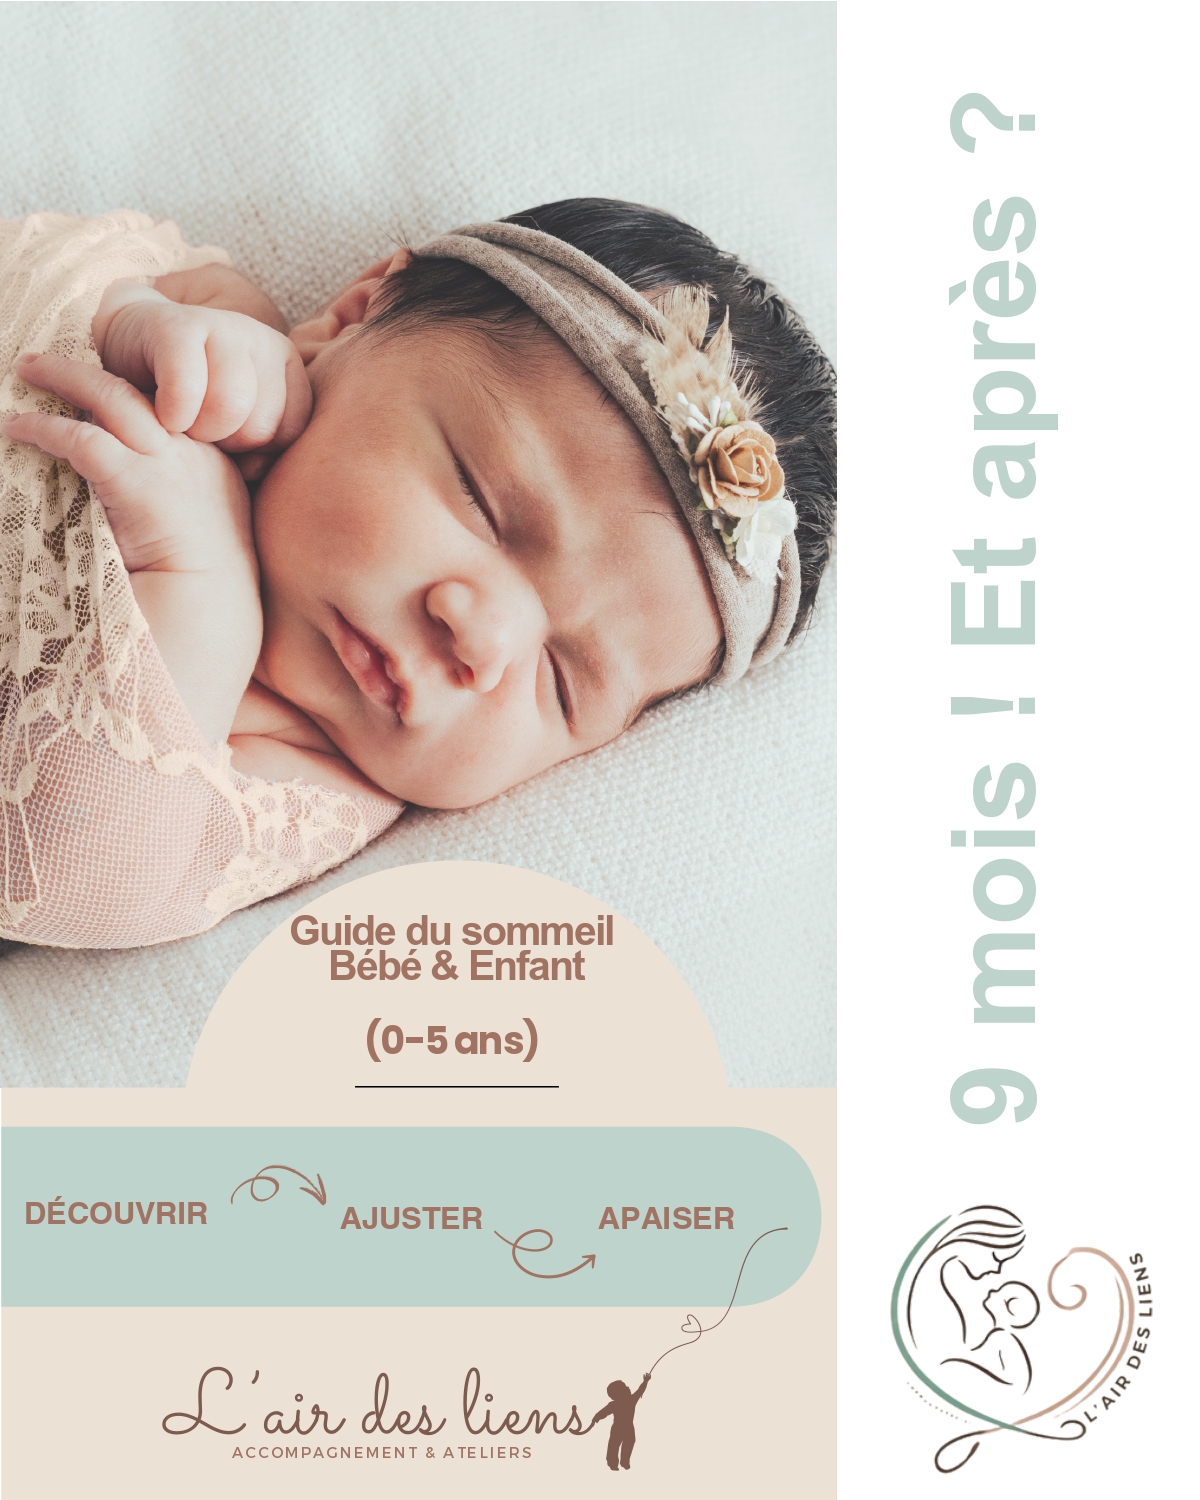 9 mois ! Et après ?
Guide du sommeil
Bébé & Enfant
(0-5 ans)
DÉCOUVRIR
AJUSTER
APAISER
L'air des liens
ACCOMPAGNEMENT & ATELIERS
L'AIR DES LIENS